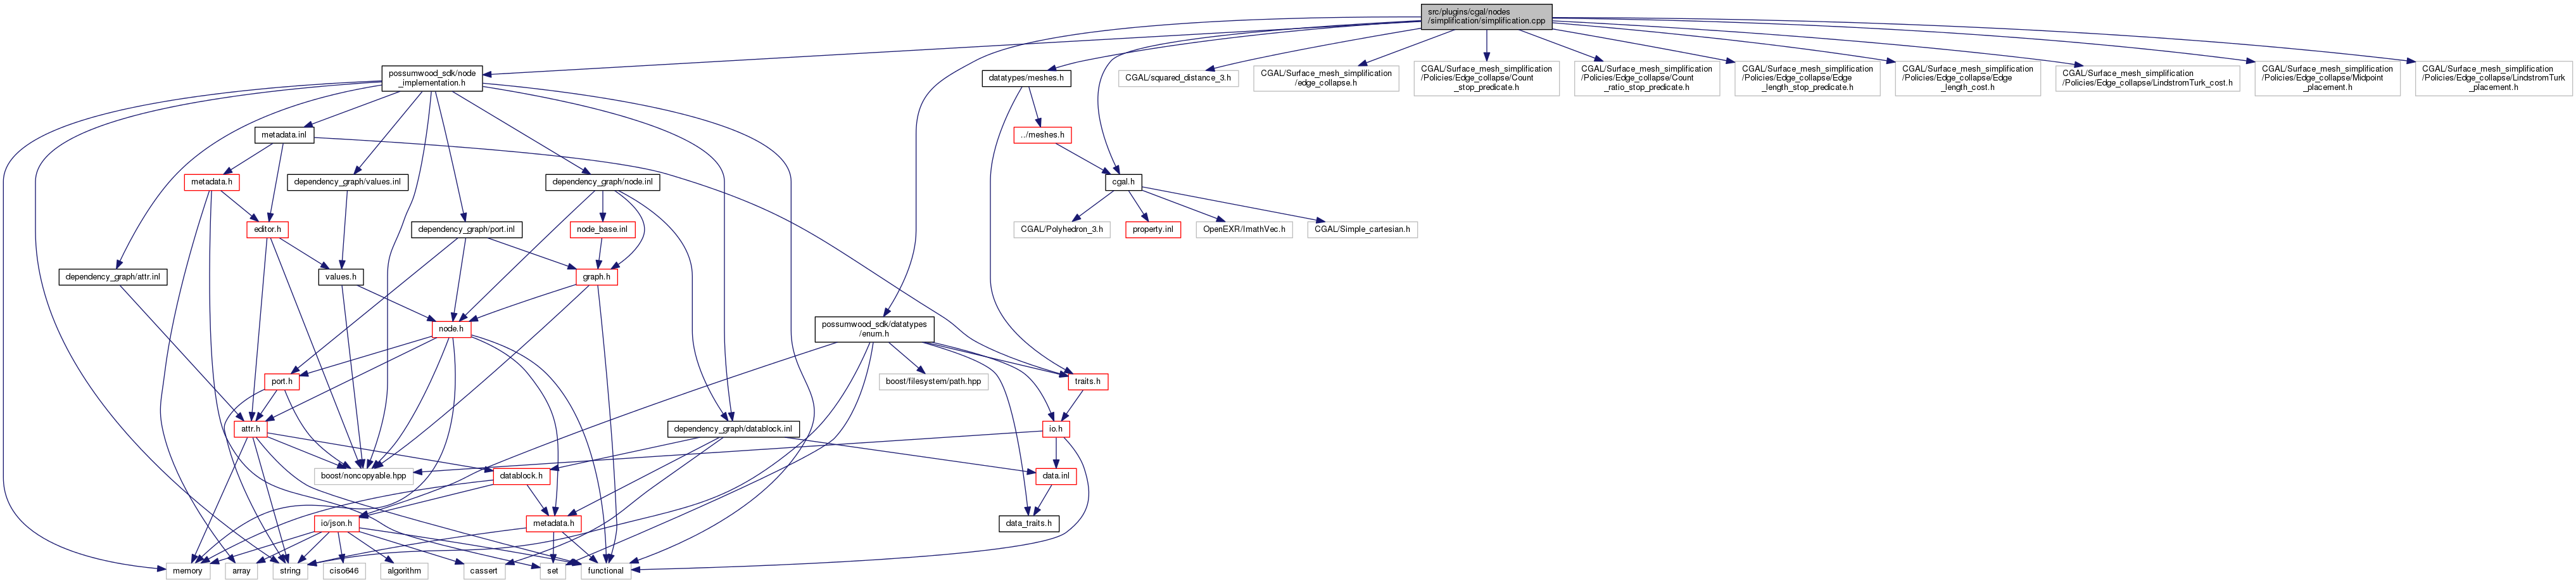 src/plugins/cgal/nodes
/simplification/simplification.cpp
possumwood_sdk/node
_implementation.h
datatypes/meshes.h
CGAL/squared_distance_3.h
CGAL/Surface_mesh_simplification
/edge_collapse.h
CGAL/Surface_mesh_simplification
/Policies/Edge_collapse/Count
_stop_predicate.h
CGAL/Surface_mesh_simplification
/Policies/Edge_collapse/Count
_ratio_stop_predicate.h
CGAL/Surface_mesh_simplification
/Policies/Edge_collapse/Edge
_length_stop_predicate.h
CGAL/Surface_mesh_simplification
/Policies/Edge_collapse/Edge
_length_cost.h
CGAL/Surface_mesh_simplification
/Policies/Edge_collapse/LindstromTurk_cost.h
CGAL/Surface_mesh_simplification
/Policies/Edge_collapse/Midpoint
_placement.h
CGAL/Surface_mesh_simplification
/Policies/Edge_collapse/LindstromTurk
_placement.h
metadata.inl
../meshes.h
metadata.h
dependency_graph/values.inl
dependency_graph/node.inl
cgal.h
editor.h
dependency_graph/port.inl
node_base.inl
CGAL/Polyhedron_3.h
property.inl
OpenEXR/ImathVec.h
CGAL/Simple_cartesian.h
dependency_graph/attr.inl
values.h
graph.h
node.h
possumwood_sdk/datatypes
/enum.h
port.h
boost/filesystem/path.hpp
traits.h
attr.h
dependency_graph/datablock.inl
io.h
boost/noncopyable.hpp
datablock.h
data.inl
io/json.h
metadata.h
data_traits.h
memory
array
string
ciso646
algorithm
cassert
set
functional